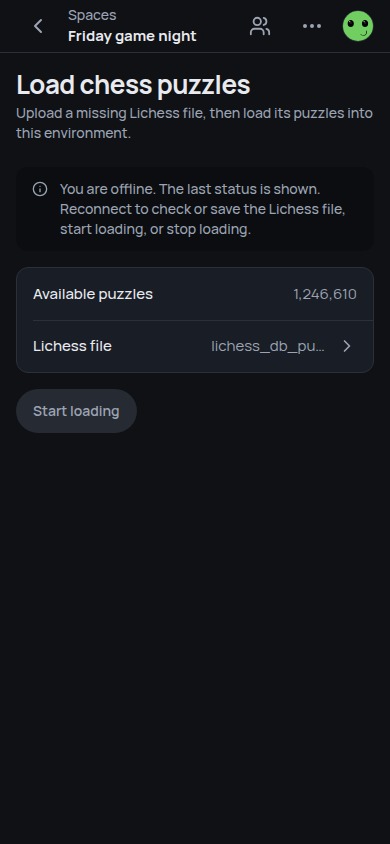 Spaces
Friday game night
Load chess puzzles
Upload a missing Lichess file, then load its puzzles into
this environment.
You are offline. The last status is shown.
Reconnect to check or save the Lichess file,
start loading, or stop loading.
Available puzzles 1,246,610
Lichess file lichess_db_pu...
Start loading